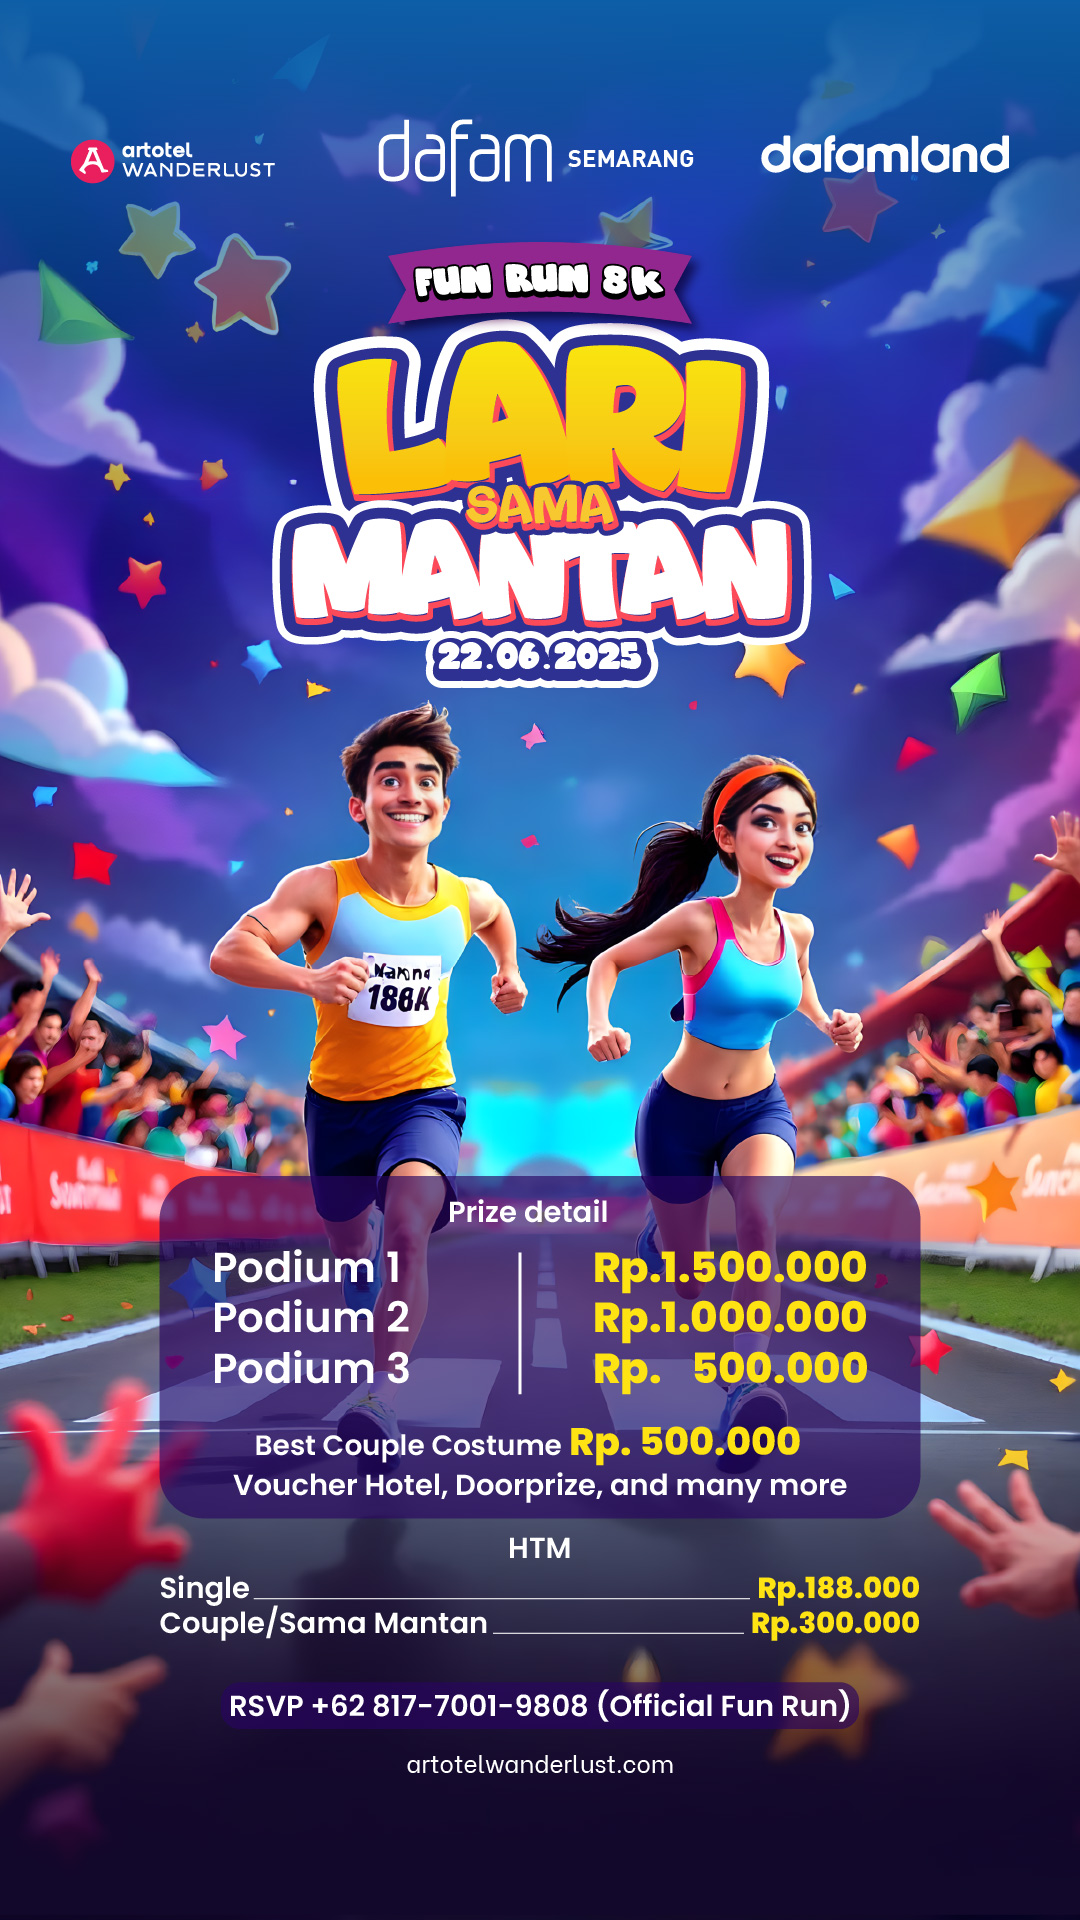 artotel
WANDERLUST
dafam SEMARANG
dafamland
FUN RUN 8K
LARI
SAMA
MANTAN
22.06.2025
188K
Prize detail
Podium 1 Rp.1.500.000
Podium 2 Rp.1.000.000
Podium 3 Rp. 500.000
Best Couple Costume Rp. 500.000
Voucher Hotel, Doorprize, and many more
HTM
Single Rp.188.000
Couple/Sama Mantan Rp.300.000
RSVP +62 817-7001-9808 (Official Fun Run)
artotelwanderlust.com